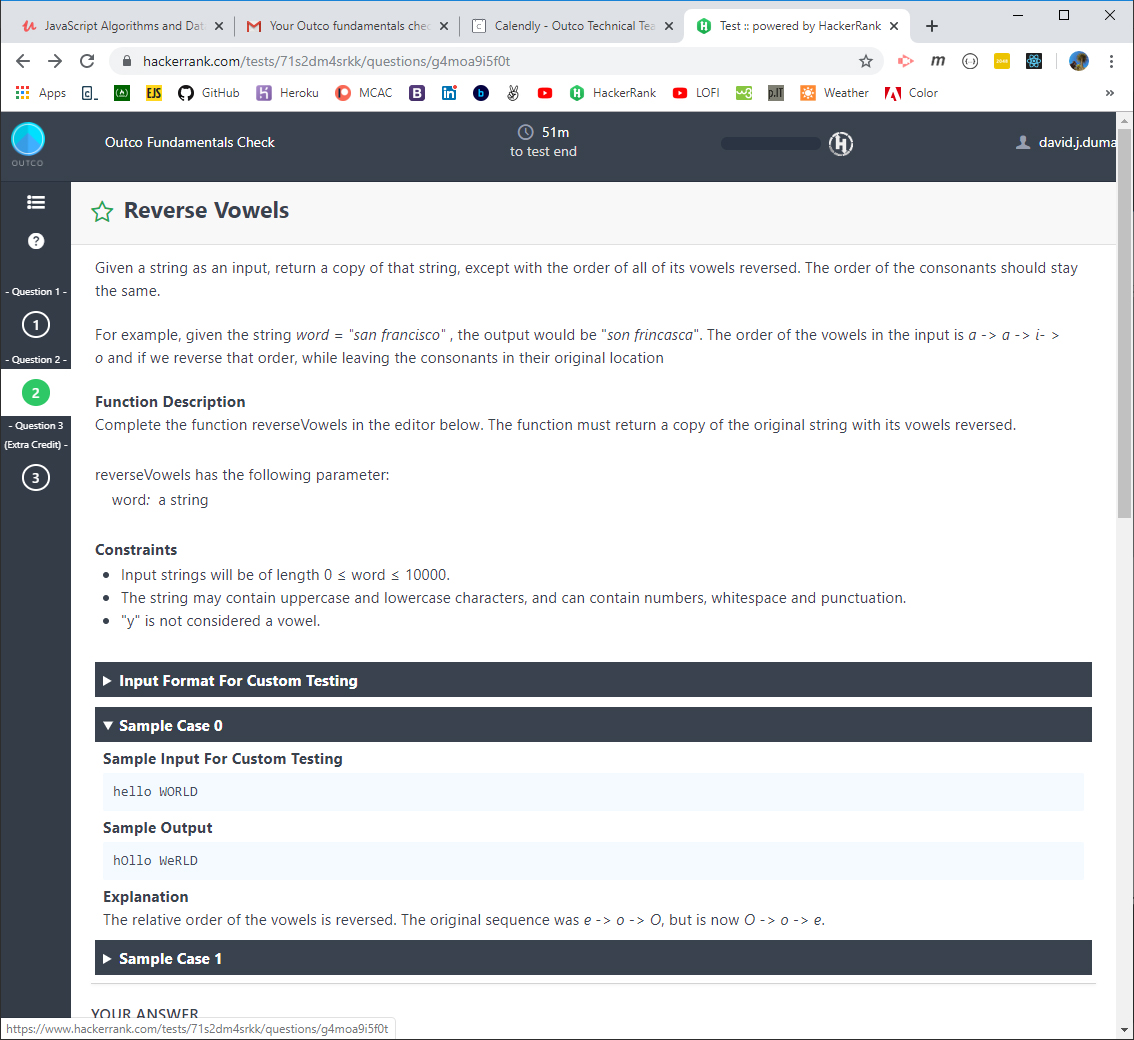 JavaScript Algorithms and Dat
Your Outco fundamentals chec
Calendly - Outco Technical Tea
Test :: powered by HackerRank
hackerrank.com/tests/71s2dm4srkk/questions/g4moa9i5f0t
Apps
EJS
GitHub
Heroku
MCAC
HackerRank
LOFI
Weather
Color
»
OUTCO
Outco Fundamentals Check
51m
to test end
david.j.duma
Reverse Vowels
- Question 1 -
1
- Question 2 -
2
- Question 3
(Extra Credit) -
3
Given a string as an input, return a copy of that string, except with the order of all of its vowels reversed. The order of the consonants should stay
the same.
For example, given the string word = "san francisco" , the output would be "son frincasca". The order of the vowels in the input is a -> a -> i- >
o and if we reverse that order, while leaving the consonants in their original location
Function Description
Complete the function reverseVowels in the editor below. The function must return a copy of the original string with its vowels reversed.
reverseVowels has the following parameter:
word: a string
Constraints
• Input strings will be of length 0 ≤ word ≤ 10000.
• The string may contain uppercase and lowercase characters, and can contain numbers, whitespace and punctuation.
• "y" is not considered a vowel.
Input Format For Custom Testing
Sample Case 0
Sample Input For Custom Testing
hello WORLD
Sample Output
hOllo WeRLD
Explanation
The relative order of the vowels is reversed. The original sequence was e -> o -> O, but is now O -> o -> e.
Sample Case 1
YOUR ANSWER
https://www.hackerrank.com/tests/71s2dm4srkk/questions/g4moa9i5f0t